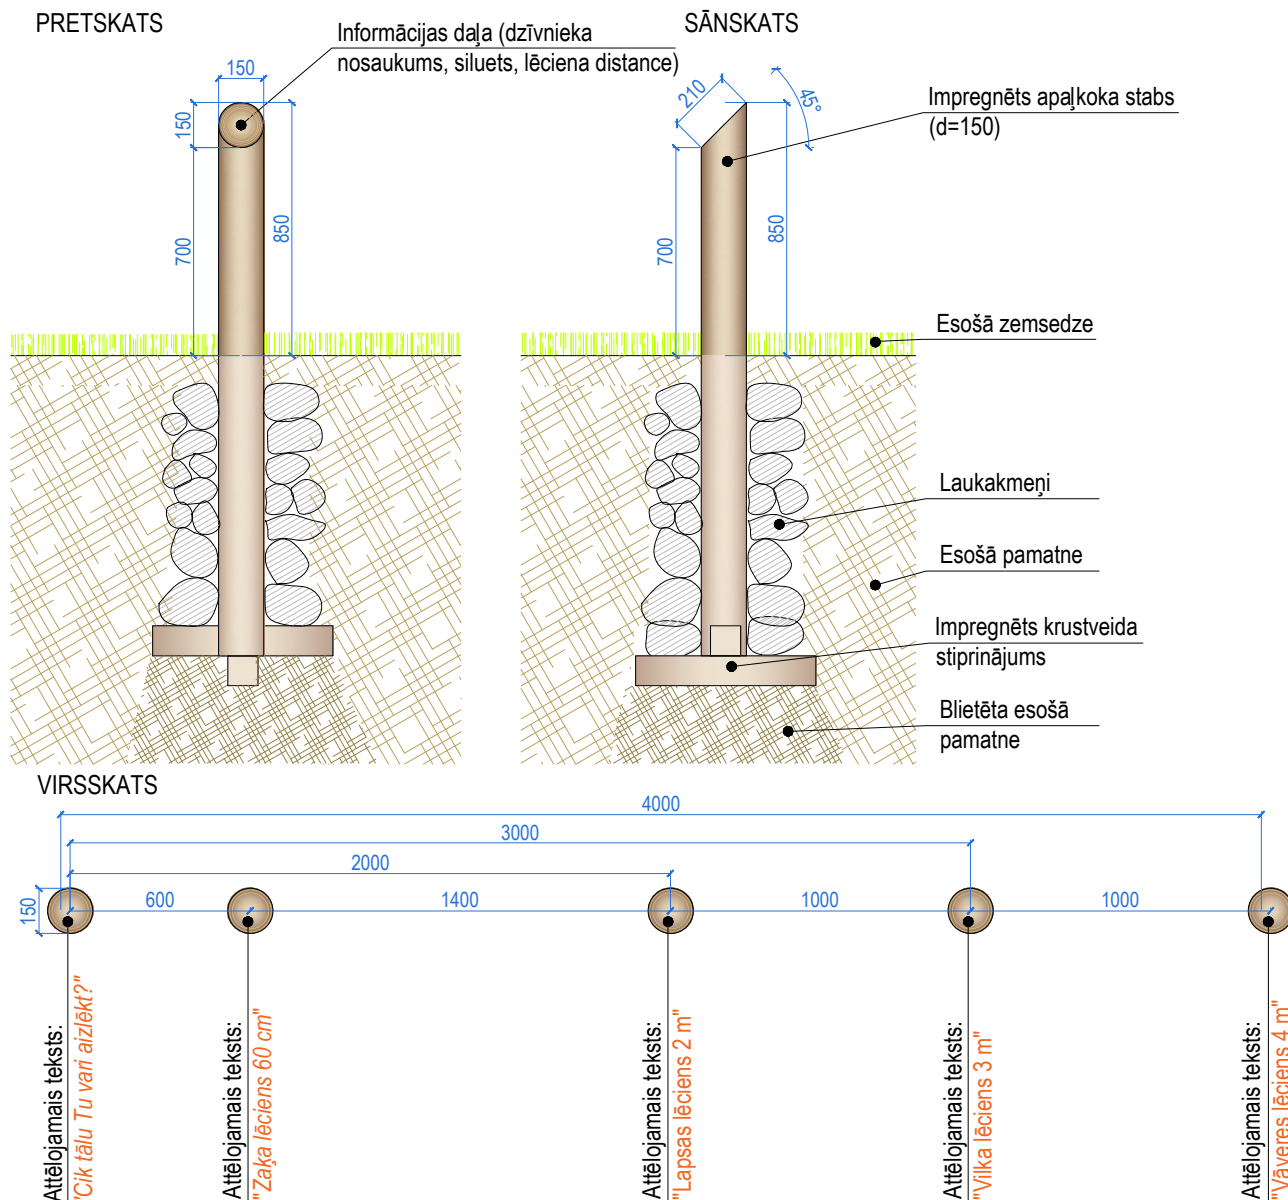 PRETSKATS
Informācijas daļa (dzīvnieka
nosaukums, siluets, lēciena distance)
150
150
700
850
SĀNSKATS
210
45°
700
850
Impregnēts apaļkoka stabs
(d=150)
Esošā zemsedze
Laukakmeņi
Esošā pamatne
Impregnēts krustveida
stiprinājums
Blietēta esošā
pamatne
VIRSSKATS
4000
3000
2000
150
600
1400
1000
1000
Attēlojamais teksts:
"Cik tālu Tu vari aizlēkt?"
Attēlojamais teksts:
"Zaķa lēciens 60 cm"
Attēlojamais teksts:
"Lapsas lēciens 2 m"
Attēlojamais teksts:
"Vilka lēciens 3 m"
Attēlojamais teksts:
"Vāveres lēciens 4 m"